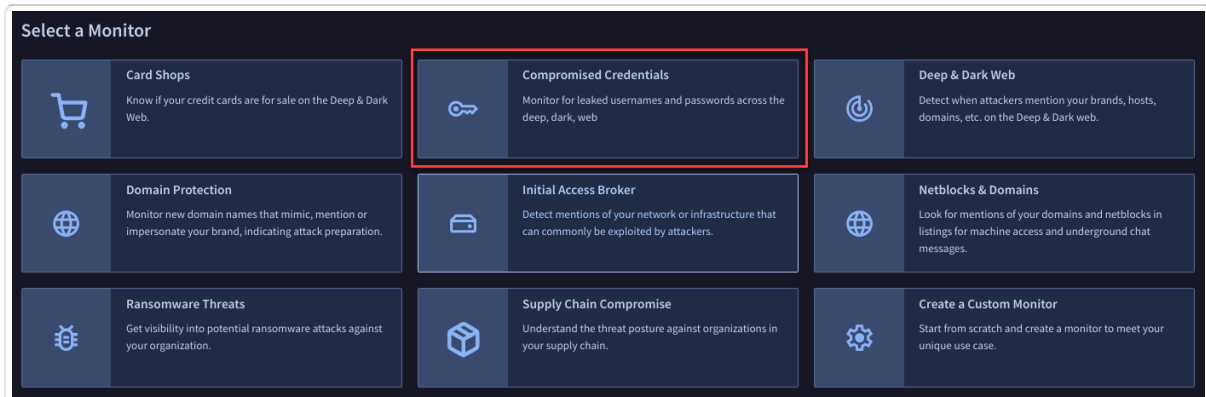 Select a Monitor
Card Shops
Know if your credit cards are for sale on the Deep & Dark
Web.
Compromised Credentials
Monitor for leaked usernames and passwords across the
deep, dark, web
Deep & Dark Web
Detect when attackers mention your brands, hosts,
domains, etc. on the Deep & Dark web.
Domain Protection
Monitor new domain names that mimic, mention or
impersonate your brand, indicating attack preparation.
Initial Access Broker
Detect mentions of your network or infrastructure that
can commonly be exploited by attackers.
Netblocks & Domains
Look for mentions of your domains and netblocks in
listings for machine access and underground chat
messages.
Ransomware Threats
Get visibility into potential ransomware attacks against
your organization.
Supply Chain Compromise
Understand the threat posture against organizations in
your supply chain.
Create a Custom Monitor
Start from scratch and create a monitor to meet your
unique use case.